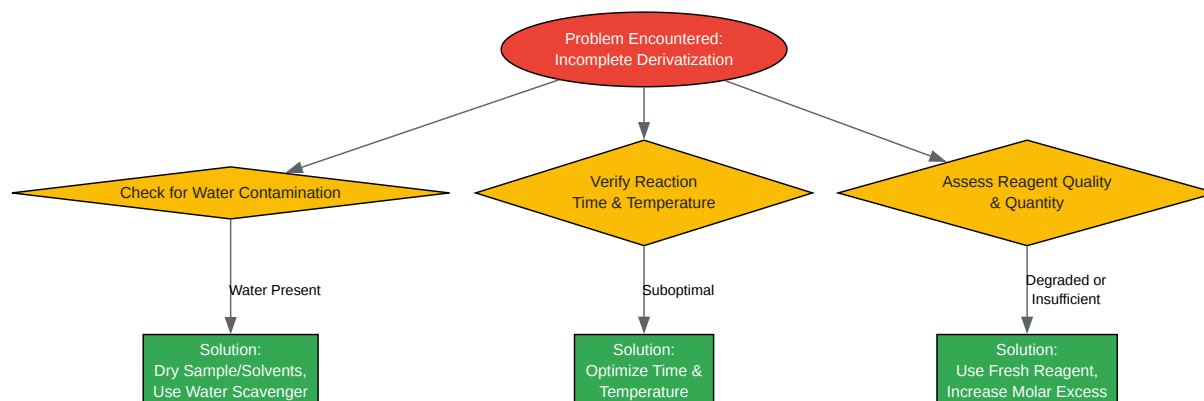 Problem Encountered:
Incomplete Derivatization
Check for Water Contamination
Verify Reaction
Time & Temperature
Assess Reagent Quality
& Quantity
Water Present
Suboptimal
Degraded or
Insufficient
Solution:
Dry Sample/Solvents,
Use Water Scavenger
Solution:
Optimize Time &
Temperature
Solution:
Use Fresh Reagent,
Increase Molar Excess